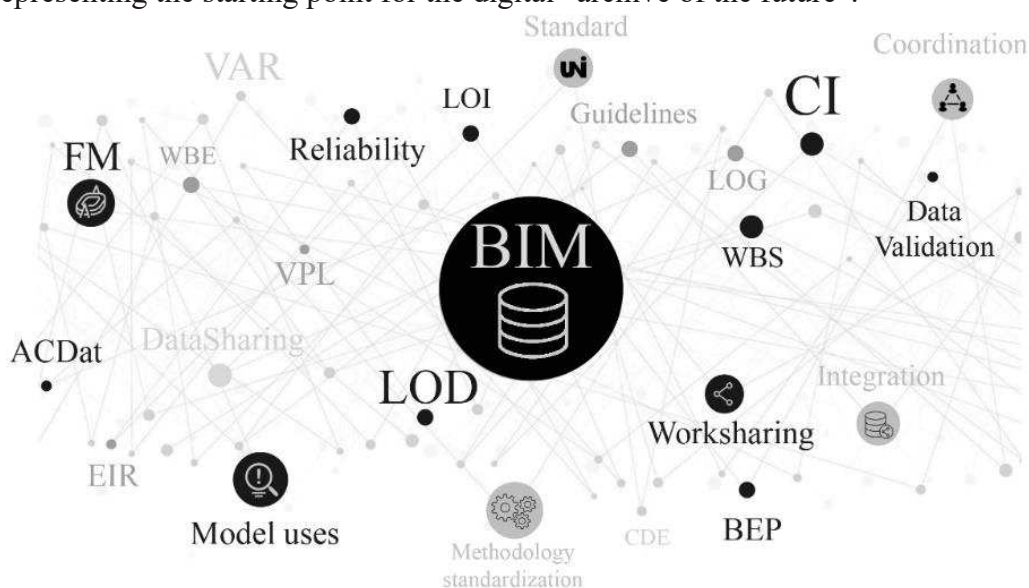 representing the starting point for the digital "archive of the future".
Standard
UNI
Coordination
VAR
LOI
CI
Guidelines
FM
WBE
Reliability
LOG
Data
Validation
BIM
WBS
VPL
ACDat
DataSharing
LOD
Integration
Worksharing
EIR
Model uses
BEP
CDE
Methodology
standardization